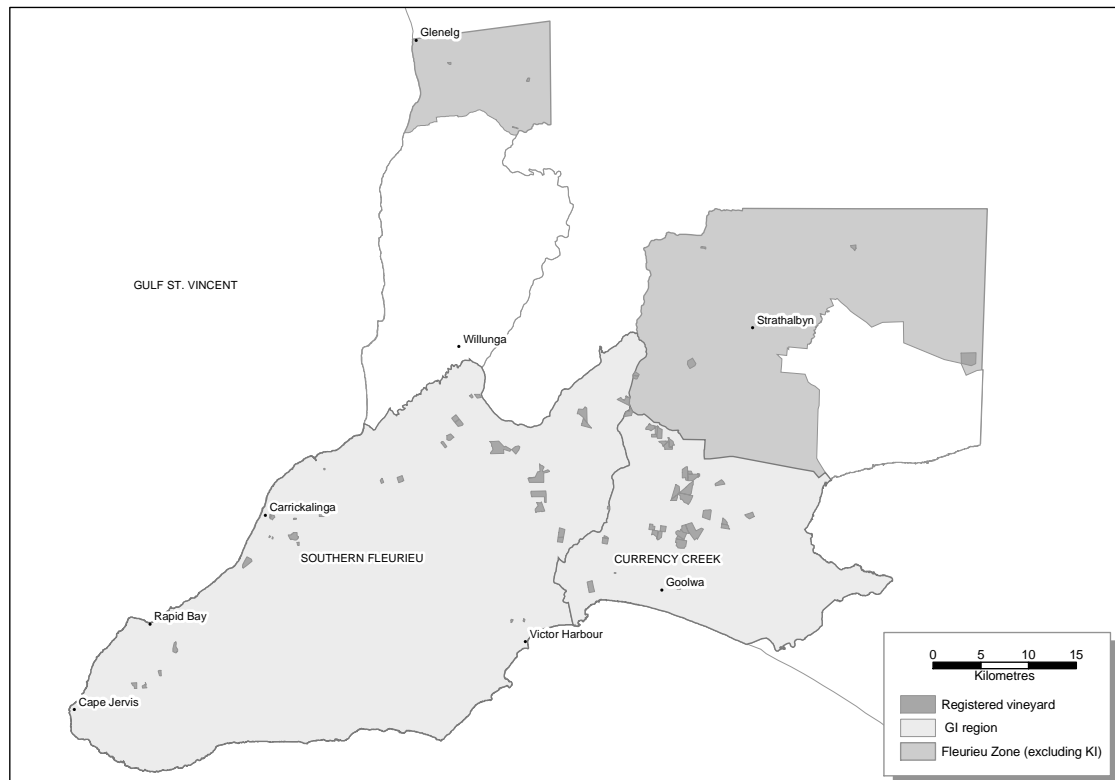 Glenelg
GULF ST. VINCENT
Strathalbyn
Willunga
Carrickalinga
SOUTHERN FLEURIEU
CURRENCY CREEK
Goolwa
Rapid Bay
Victor Harbour
Cape Jervis
0 5 10 15
Kilometres
Registered vineyard
GI region
Fleurieu Zone (excluding KI)